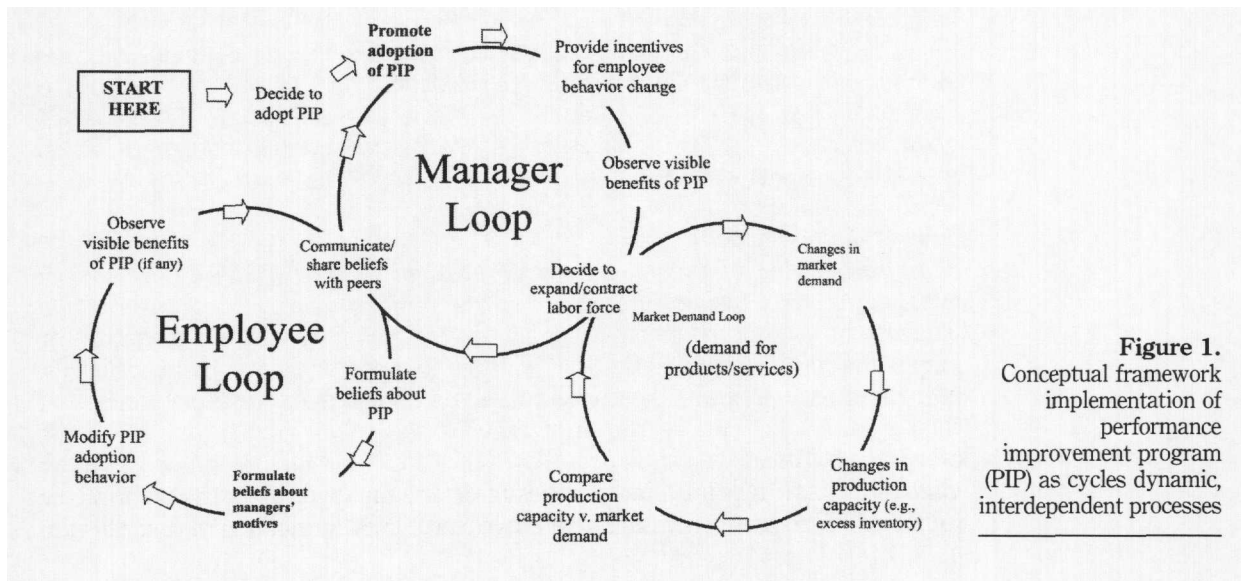 START
HERE
Decide to
adopt PIP
Promote
adoption
of PIP
Provide incentives
for employee
behavior change
Manager
Loop
Observe visible
benefits of PIP
Observe
visible benefits
of PIP (if any)
Communicate/
share beliefs
with peers
Decide to
expand/contract
labor force
Changes in
market
demand
Market Demand Loop
(demand for
products/services)
Employee
Loop
Formulate
beliefs about
PIP
Modify PIP
adoption
behavior
Formulate
beliefs about
managers'
motives
Compare
production
capacity v. market
demand
Changes in
production
capacity (e.g.,
excess inventory)
Figure 1.
Conceptual framework
implementation of
performance
improvement program
(PIP) as cycles dynamic,
interdependent processes